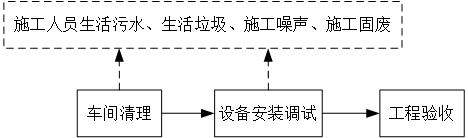 施工人员生活污水、生活垃圾、施工噪声、施工固废
车间清理
设备安装调试
工程验收